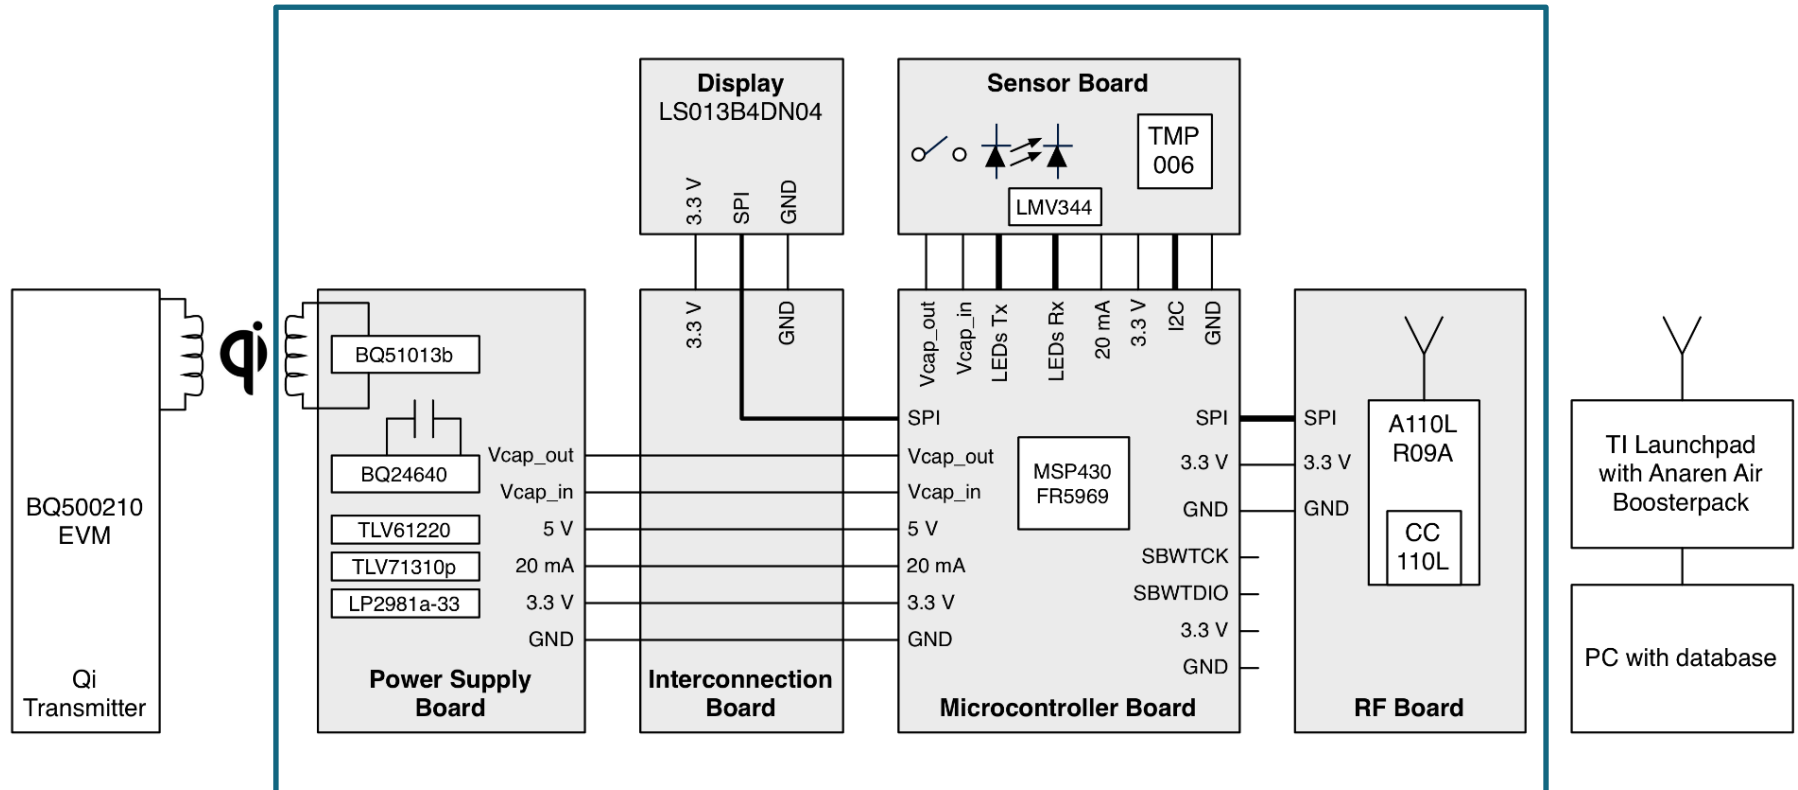 Display
LS013B4DN04
3.3 V
SPI
GND
Sensor Board
TMP
006
LMV344
BQ500210
EVM
Qi
Transmitter
qi
BQ51013b
BQ24640
TLV61220
TLV71310p
LP2981a-33
Vcap_out
Vcap_in
5 V
20 mA
3.3 V
GND
Power Supply
Board
3.3 V
GND
Interconnection
Board
Vcap_out
Vcap_in
LEDs Tx
LEDs Rx
20 mA
3.3 V
I2C
GND
SPI
Vcap_out
Vcap_in
5 V
20 mA
3.3 V
GND
MSP430
FR5969
SPI
3.3 V
GND
SBWTCK
SBWTDIO
3.3 V
GND
Microcontroller Board
SPI
3.3 V
GND
A110L
R09A
CC
110L
RF Board
TI Launchpad
with Anaren Air
Boosterpack
PC with database